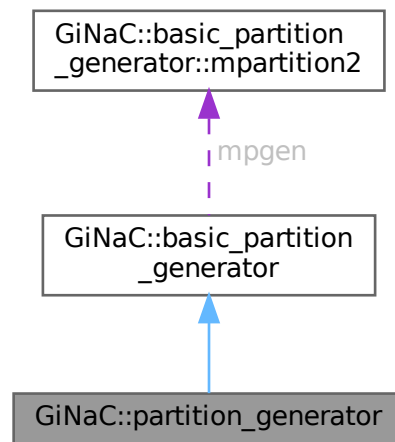 GiNaC::basic_partition
_generator::mpartition2
mpgen
GiNaC::basic_partition
_generator
GiNaC::partition_generator